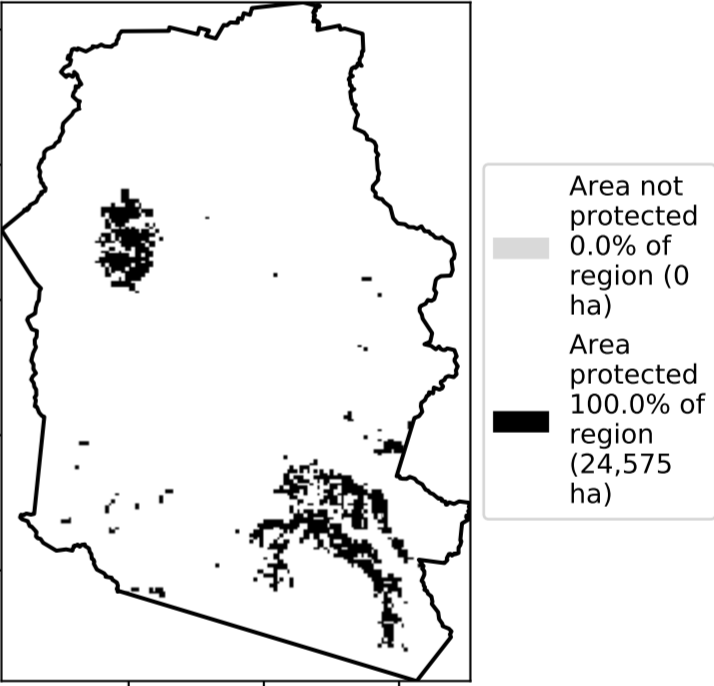 Area not
protected
0.0% of
region (0
ha)
Area
protected
100.0% of
region
(24,575
ha)